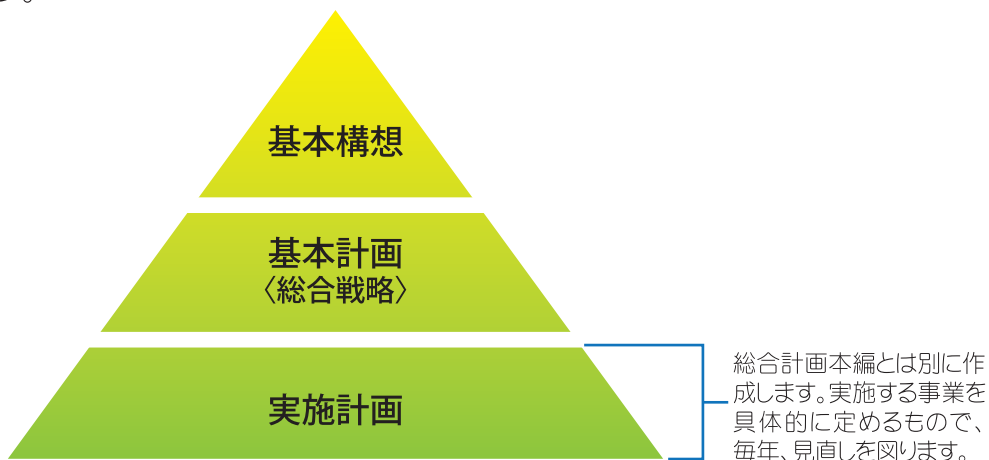 す。
基本構想
基本計画
〈総合戦略〉
実施計画
総合計画本編とは別に作
成します。実施する事業を
具体的に定めるもので、
毎年、見直しを図ります。